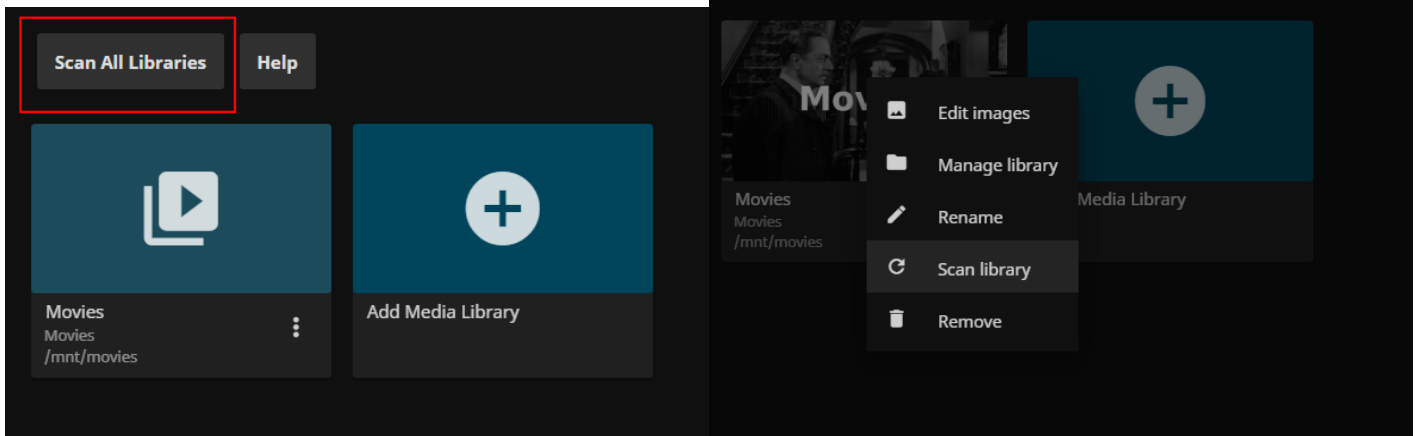 Scan All Libraries
Help
Movies
Movies
/mnt/movies
Add Media Library
Movies
Movies
/mnt/movies
Edit images
Manage library
Rename
Scan library
Remove
Media Library